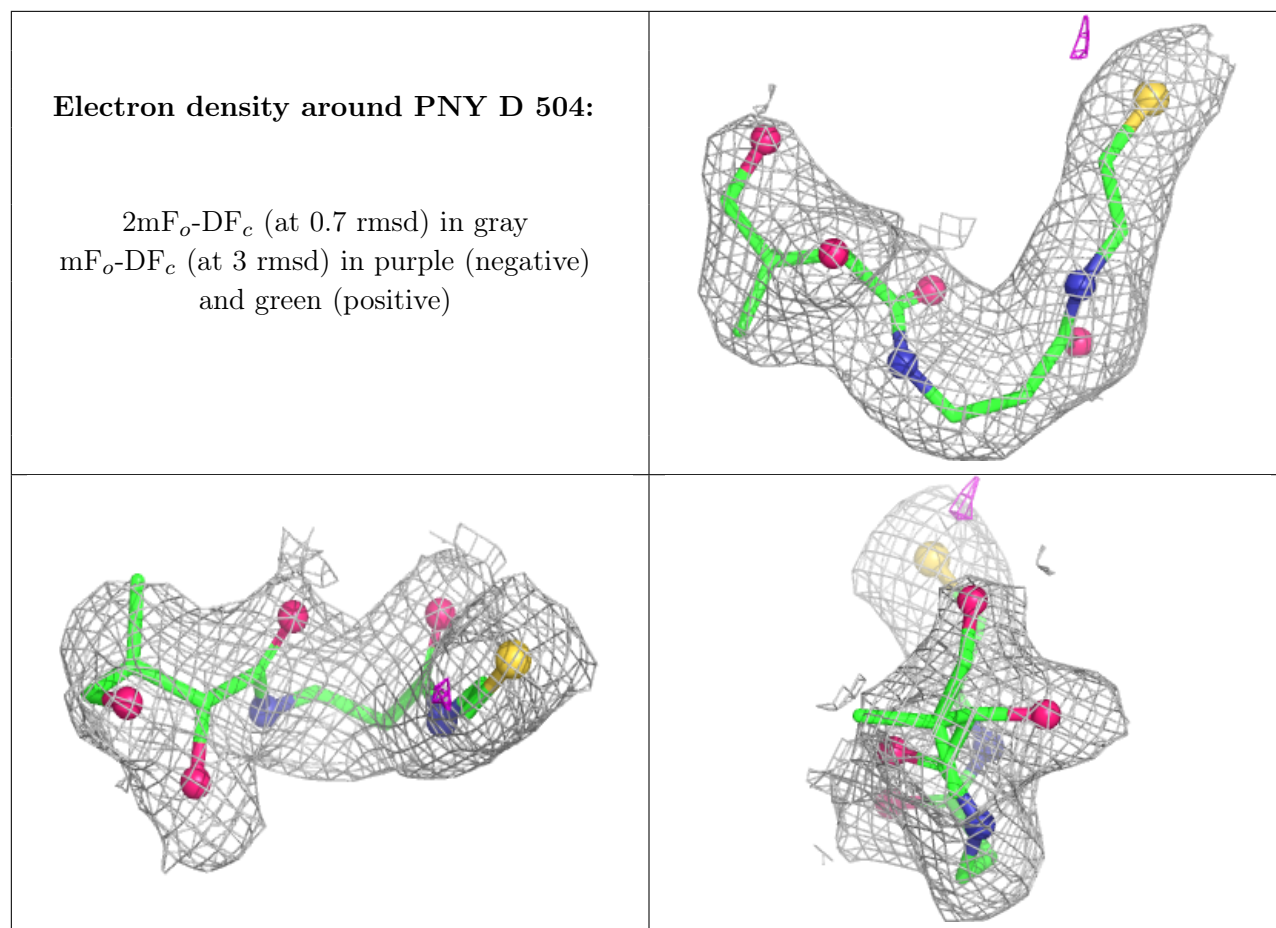 Electron density around PNY D 504:
2mFo-DFc (at 0.7 rmsd) in gray
mFo-DFc (at 3 rmsd) in purple (negative)
and green (positive)